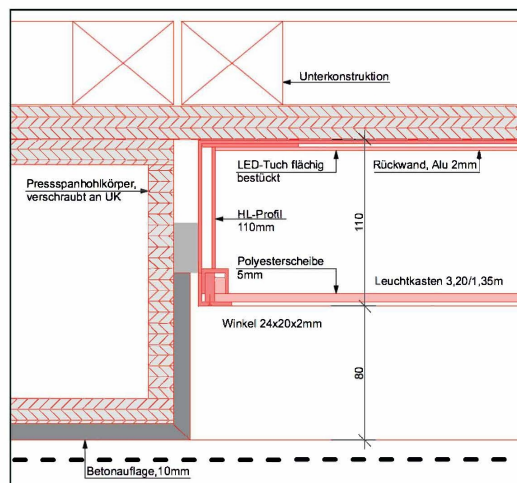 Unterkonstruktion
LED-Tuch flächig
bestückt
Rückwand, Alu 2mm
Pressspanhohlkörper,
verschraubt an UK
HL-Profil
110mm
110
Polyesterscheibe
5mm
Leuchtkasten 3,20/1,35m
Winkel 24x20x2mm
80
Betonauflage,10mm